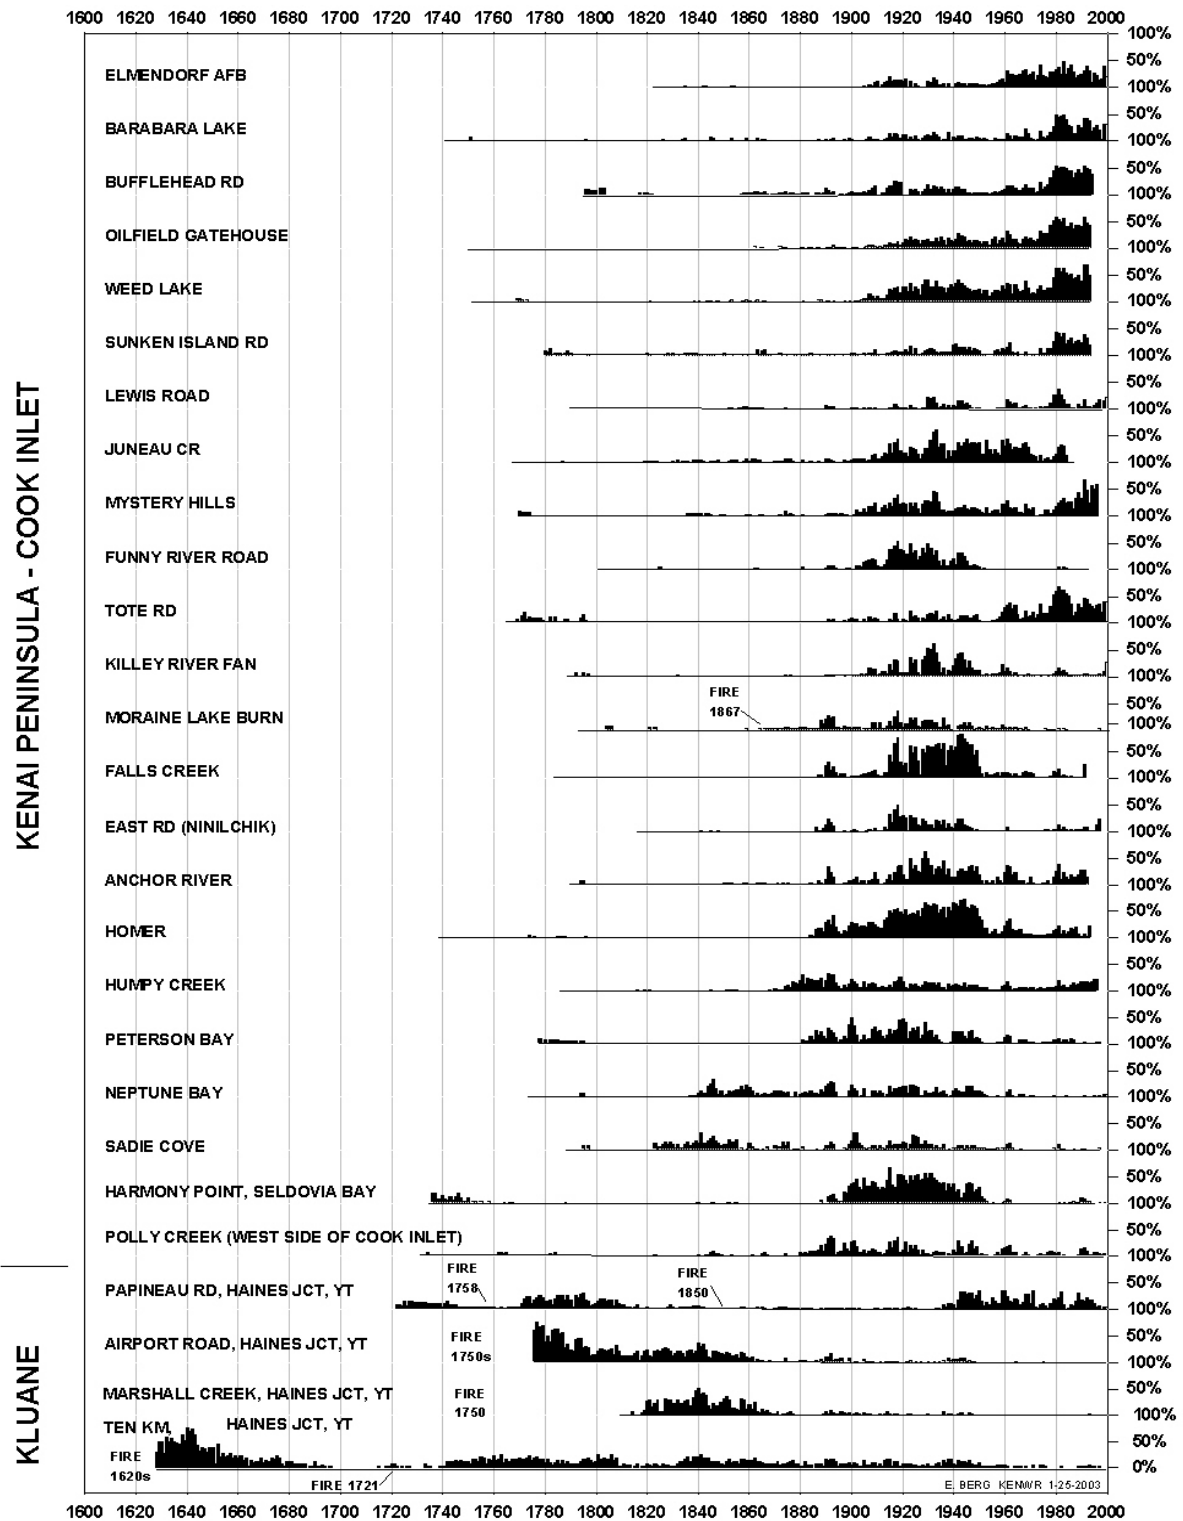 1600 1620 1640 1660 1680 1700 1720 1740 1760 1780 1800 1820 1840 1860 1880 1900 1920 1940 1960 1980 2000
100%
50%
ELMENDORF AFB
100%
50%
BARABARA LAKE
100%
50%
BUFFLEHEAD RD
100%
50%
OILFIELD GATEHOUSE
100%
50%
WEED LAKE
100%
50%
SUNKEN ISLAND RD
100%
50%
LEWIS ROAD
100%
50%
JUNEAU CR
100%
50%
MYSTERY HILLS
100%
50%
FUNNY RIVER ROAD
100%
50%
TOTE RD
100%
50%
KILLEY RIVER FAN
100%
FIRE
1867
50%
MORAINE LAKE BURN
100%
50%
FALLS CREEK
100%
50%
EAST RD (NINILCHIK)
100%
50%
ANCHOR RIVER
100%
50%
HOMER
100%
50%
HUMPY CREEK
100%
50%
PETERSON BAY
100%
50%
NEPTUNE BAY
100%
50%
SADIE COVE
100%
50%
HARMONY POINT, SELDOVIA BAY
100%
50%
POLLY CREEK (WEST SIDE OF COOK INLET)
100%
KENAI PENINSULA - COOK INLET
FIRE
1758
FIRE
1850
50%
PAPINEAU RD, HAINES JCT, YT
100%
50%
AIRPORT ROAD, HAINES JCT, YT
FIRE
1750s
100%
50%
MARSHALL CREEK, HAINES JCT, YT
FIRE
1750
100%
TEN KM, HAINES JCT, YT
50%
FIRE
1620s
0%
FIRE 1721
KLUANE
E. BERG KENWR 1-25-2003
1600 1620 1640 1660 1680 1700 1720 1740 1760 1780 1800 1820 1840 1860 1880 1900 1920 1940 1960 1980 2000